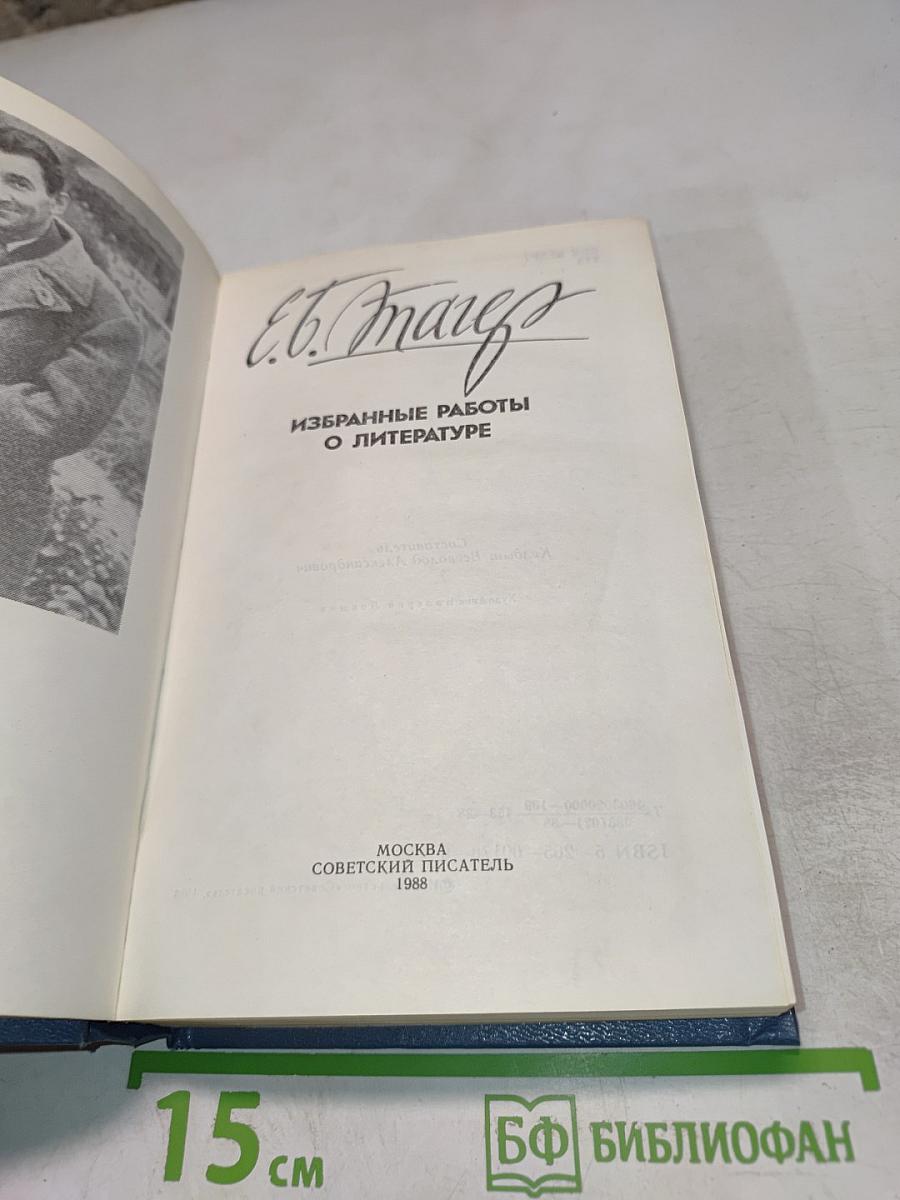 Е.Б. Тагер
ИЗБРАННЫЕ РАБОТЫ
О ЛИТЕРАТУРЕ
МОСКВА
СОВЕТСКИЙ ПИСАТЕЛЬ
1988
15 см
БФ БИБЛИОФАН